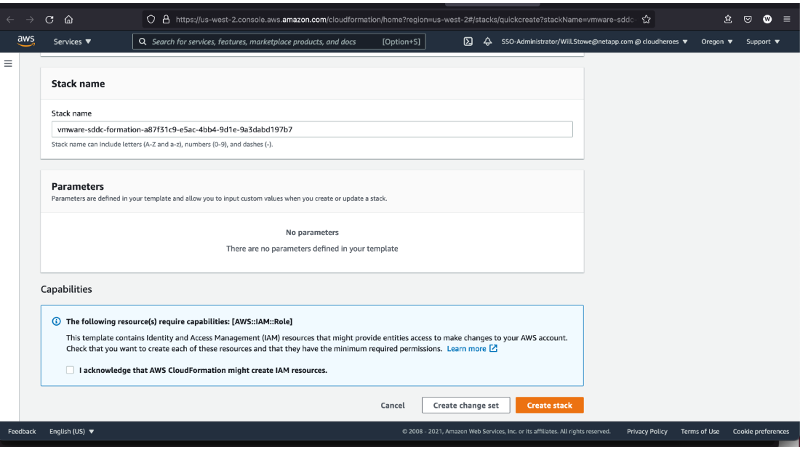 https://us-west-2.console.aws.amazon.com/cloudformation/home?region=us-west-2#/stacks/quickcreate?stackName=vmware-sddc-
aws
Services ▼
Search for services, features, marketplace products, and docs
[Option+S]
SSO-Administrator/Will.Stowe@netapp.com @ cloudheroes ▼
Oregon ▼
Support ▼
Stack name
Stack name
vmware-sddc-formation-a87f31c9-e5ac-4bb4-9d1e-9a3dabd197b7
Stack name can include letters (A-Z and a-z), numbers (0-9), and dashes (-).
Parameters
Parameters are defined in your template and allow you to input custom values when you create or update a stack.
No parameters
There are no parameters defined in your template
Capabilities
The following resource(s) require capabilities: [AWS::IAM::Role]
This template contains Identity and Access Management (IAM) resources that might provide entities access to make changes to your AWS account.
Check that you want to create each of these resources and that they have the minimum required permissions. Learn more
I acknowledge that AWS CloudFormation might create IAM resources.
Cancel
Create change set
Create stack
Feedback
English (US) ▼
© 2008 - 2021, Amazon Web Services, Inc. or its affiliates. All rights reserved.
Privacy Policy
Terms of Use
Cookie preferences